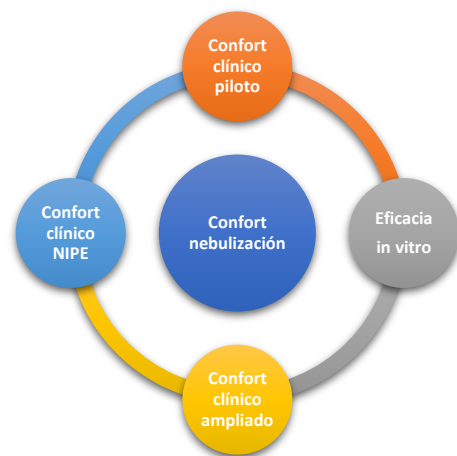 Confort
clínico
piloto
Confort
clínico
NIPE
Confort
nebulización
Eficacia
in vitro
Confort
clínico
ampliado